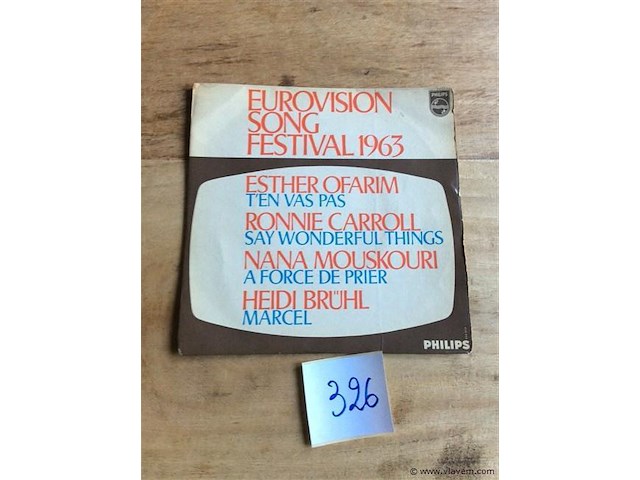 EUROVISION
SONG
FESTIVAL 1963
PHILIPS
ESTHER OFARIM
T'EN VAS PAS
RONNIE CARROLL
SAY WONDERFUL THINGS
NANA MOUSKOURI
A FORCE DE PRIER
HEIDI BRÜHL
MARCEL
PHILIPS
326
© www.vlavem.com